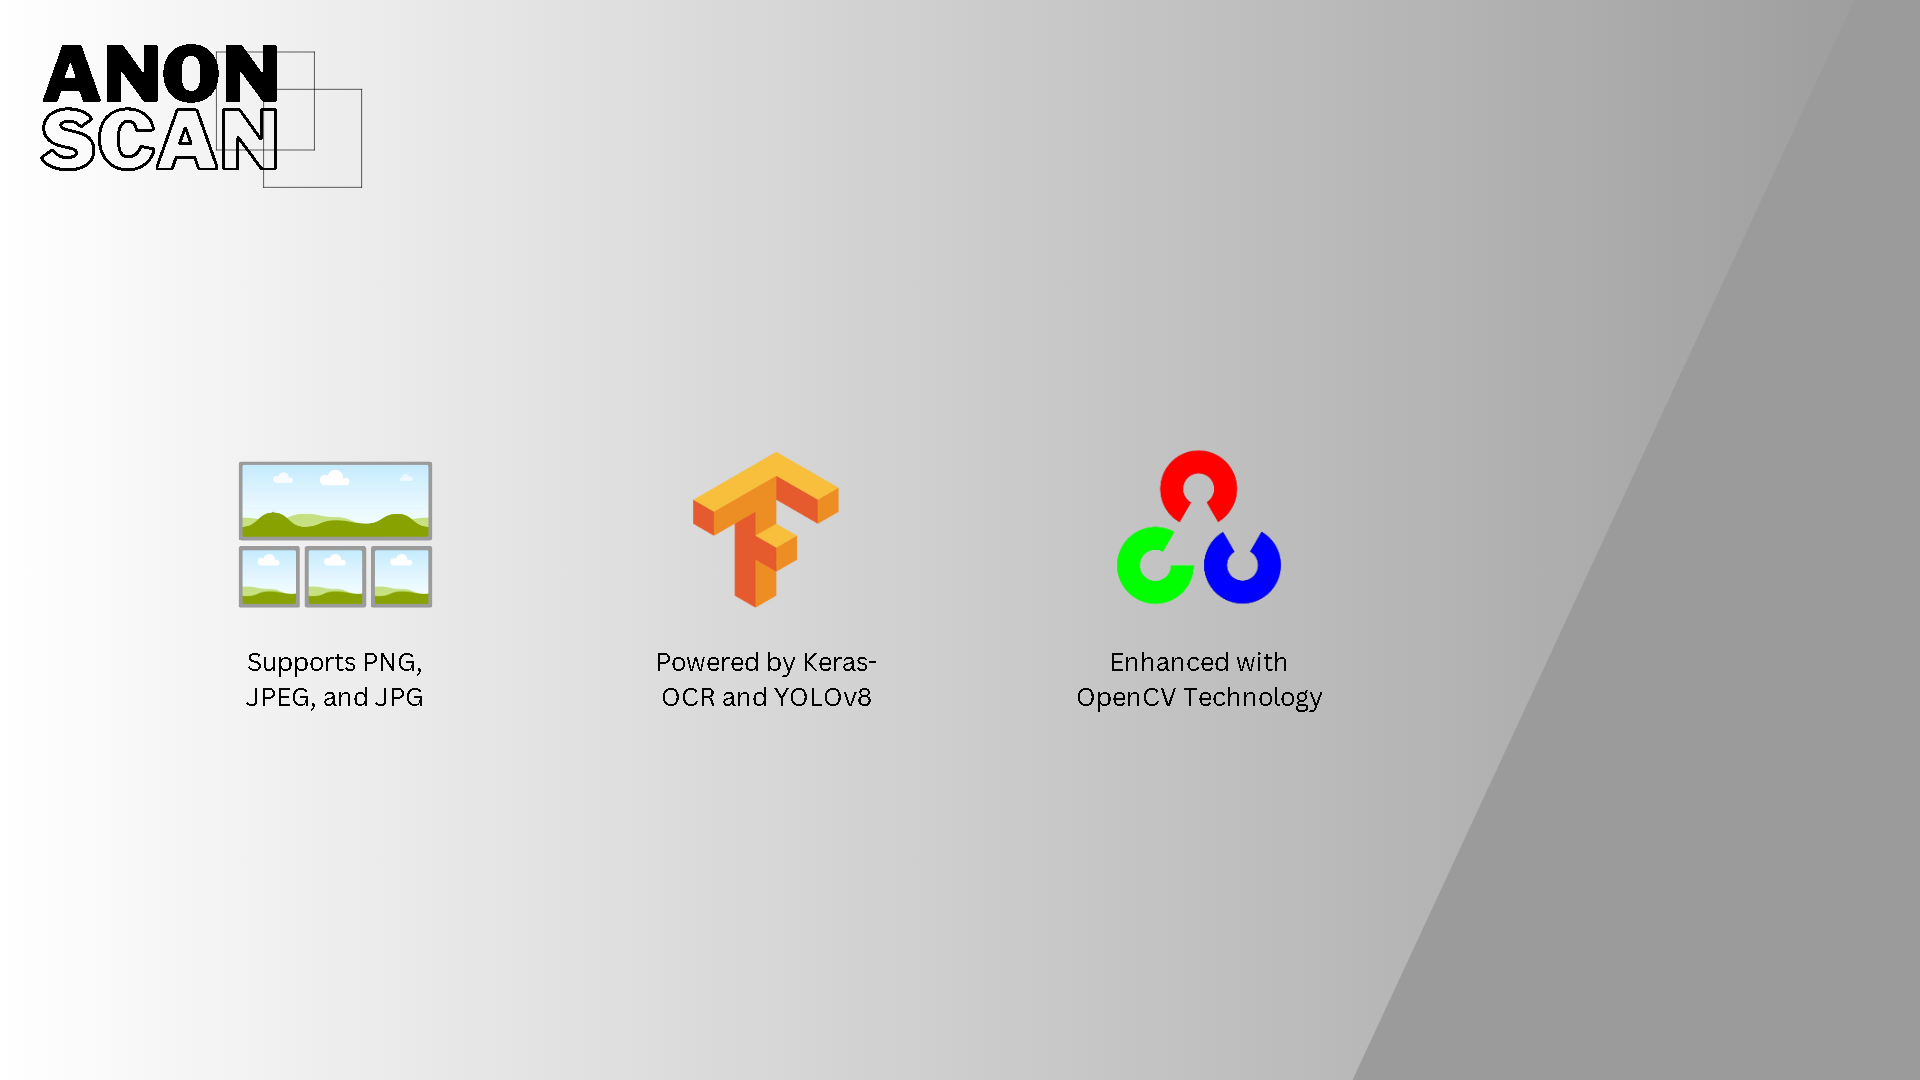 ANON
SCAN
Supports PNG,
JPEG, and JPG
Powered by Keras-
OCR and YOLOv8
Enhanced with
OpenCV Technology